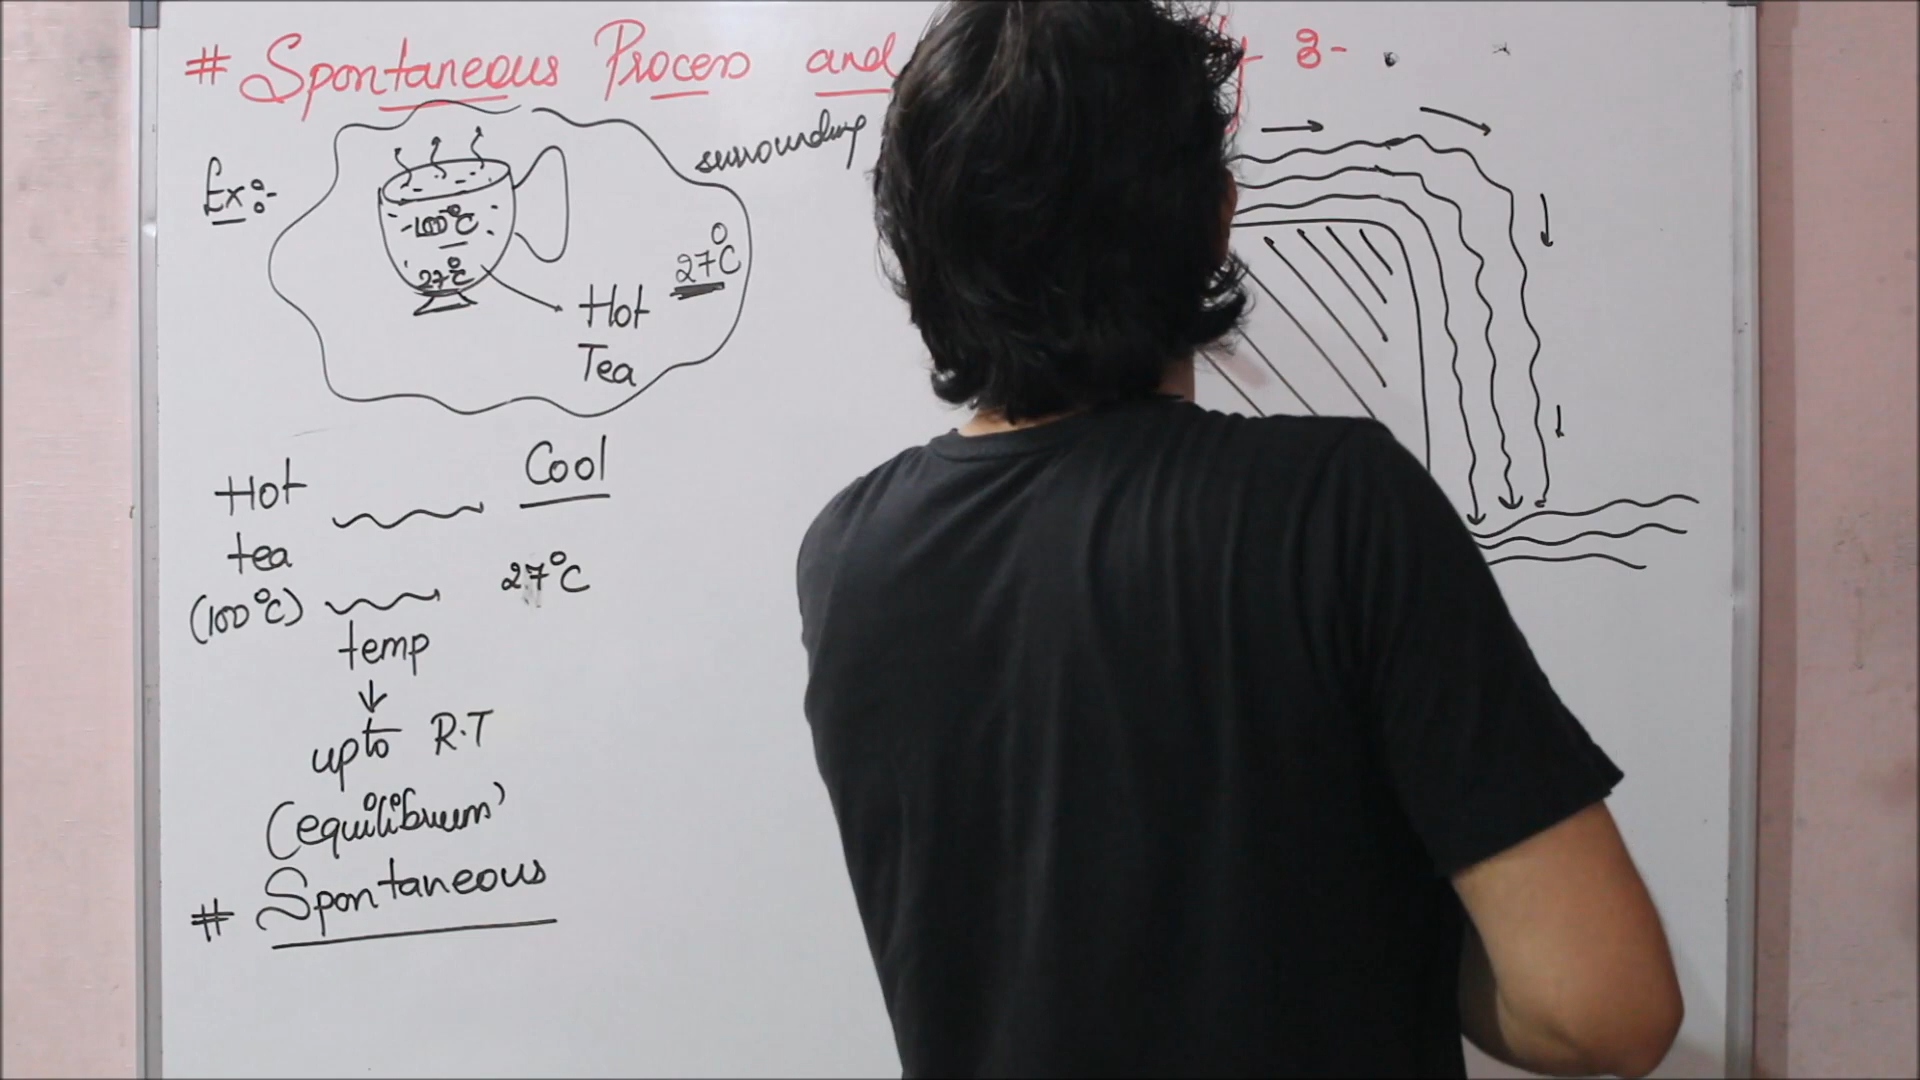 # Spontaneous Process and
surrounding
Ex:-
100°C
27°C
27°C
Hot
Tea
Hot
tea
(100°C)
Cool
27°C
temp
↓
upto R.T
(equilibrium)
# Spontaneous